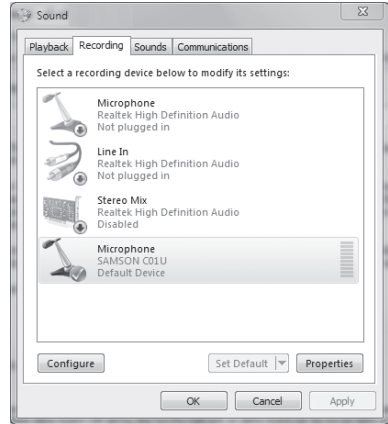 Sound
Playback Recording Sounds Communications
Select a recording device below to modify its settings:
Microphone
Realtek High Definition Audio
Not plugged in
Line In
Realtek High Definition Audio
Not plugged in
Stereo Mix
Realtek High Definition Audio
Disabled
Microphone
SAMSON C01U
Default Device
Configure Set Default Properties
OK Cancel Apply